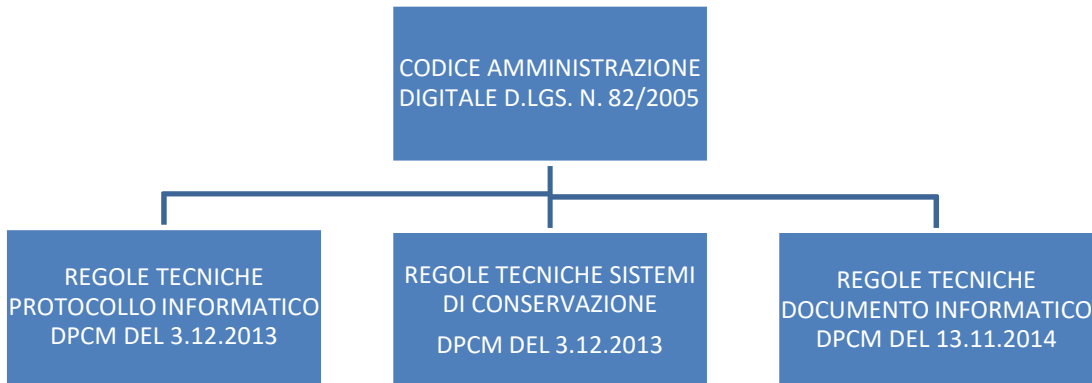 CODICE AMMINISTRAZIONE
DIGITALE D.LGS. N. 82/2005
REGOLE TECNICHE
PROTOCOLLO INFORMATICO
DPCM DEL 3.12.2013
REGOLE TECNICHE SISTEMI
DI CONSERVAZIONE
DPCM DEL 3.12.2013
REGOLE TECNICHE
DOCUMENTO INFORMATICO
DPCM DEL 13.11.2014